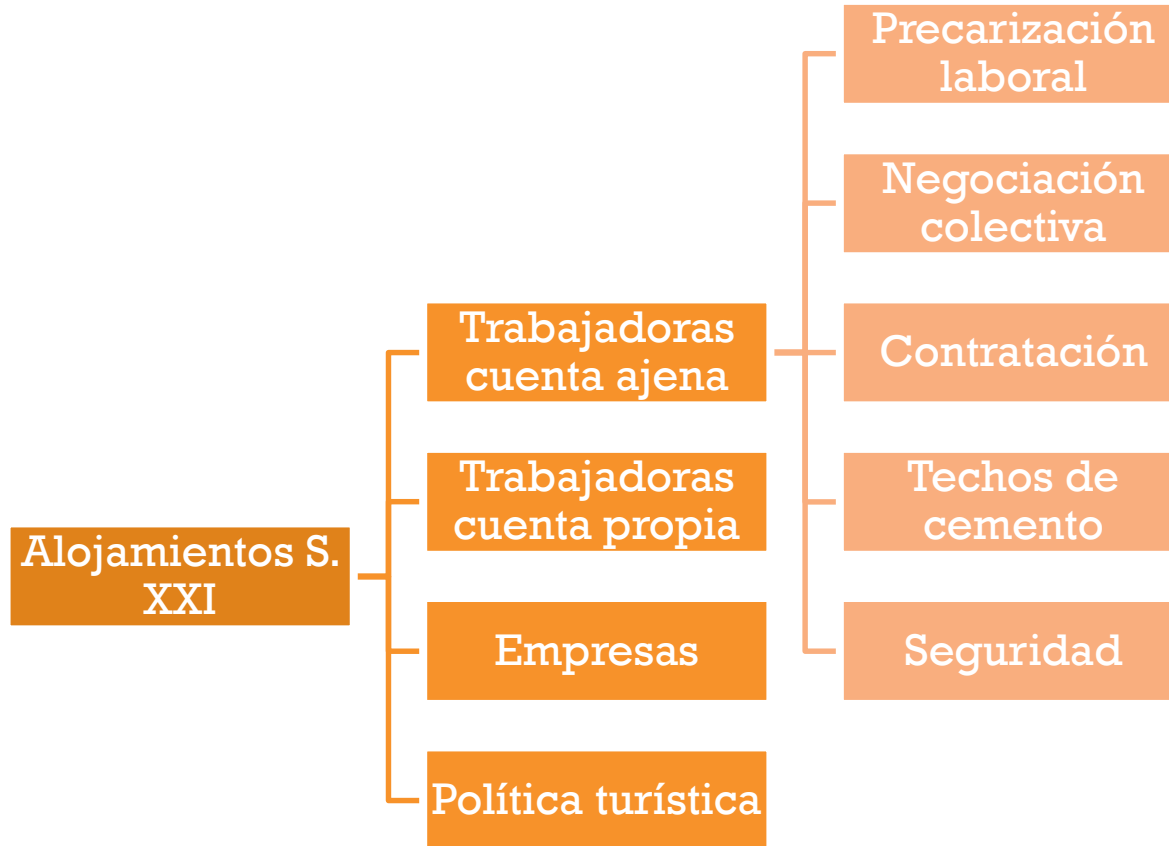 Alojamientos S.
XXI
Trabajadoras
cuenta ajena
Trabajadoras
cuenta propia
Empresas
Política turística
Precarización
laboral
Negociación
colectiva
Contratación
Techos de
cemento
Seguridad